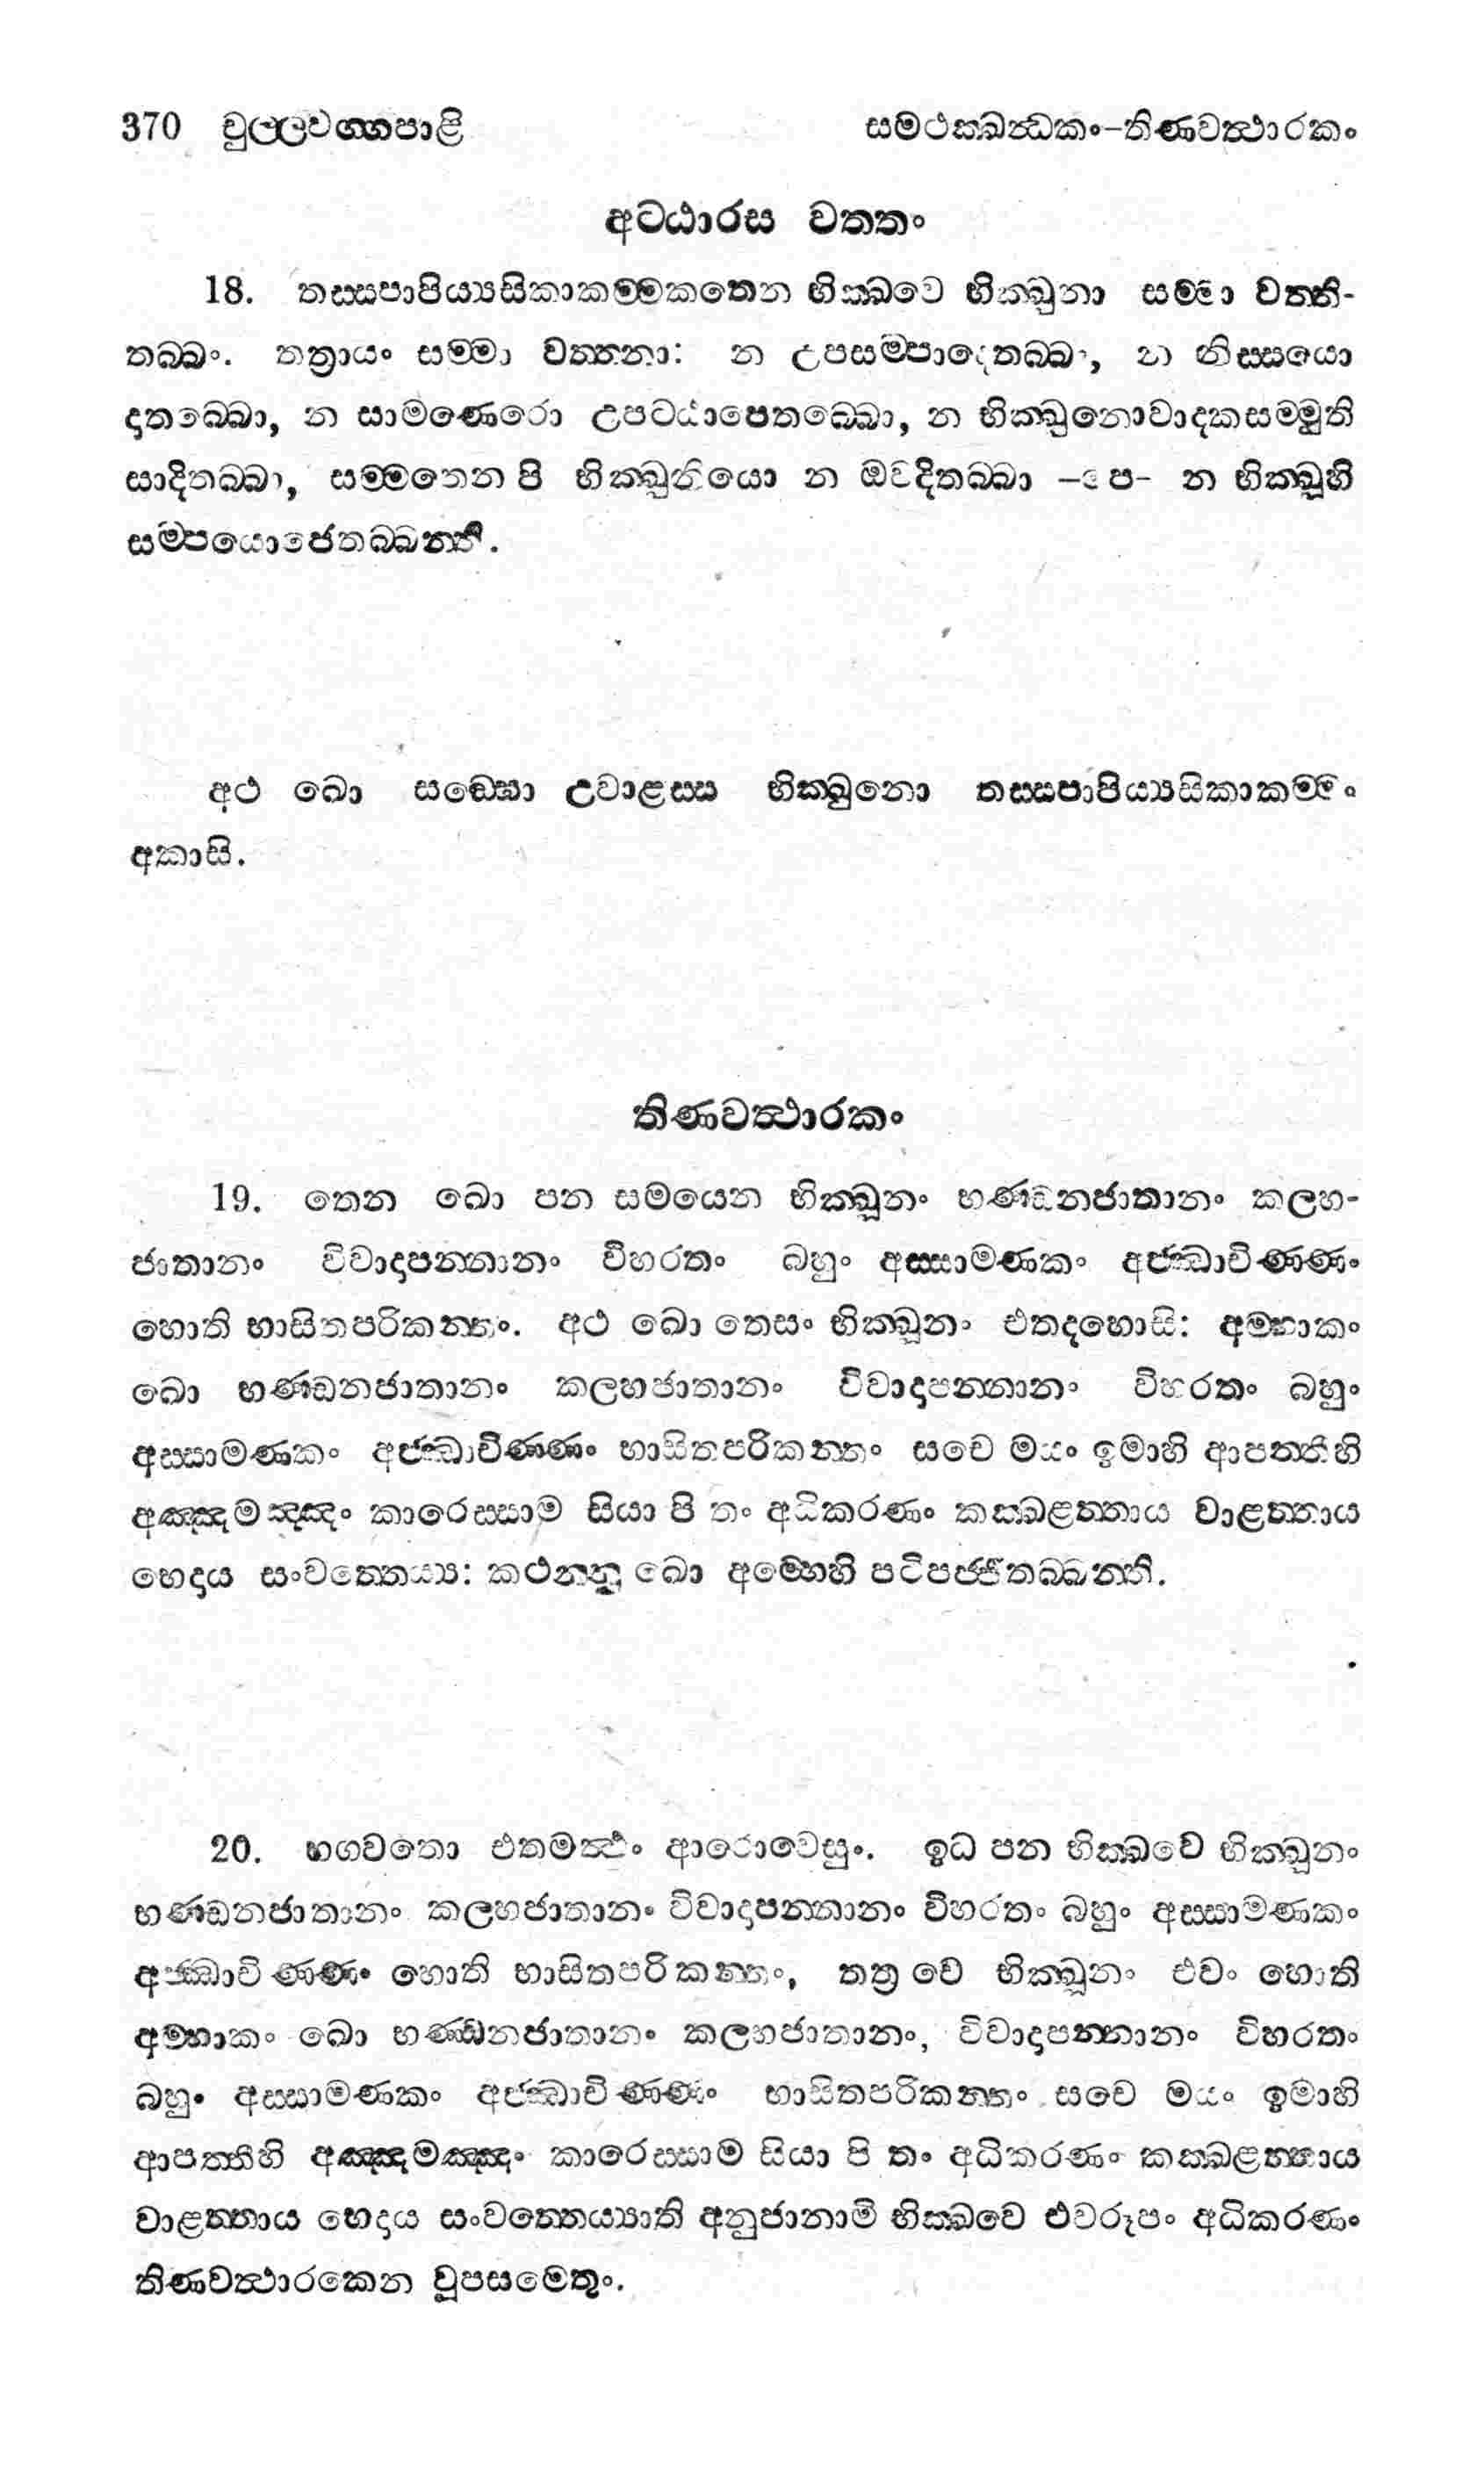 370 චුල්ලවග්ගපාළි සමථක්ඛන්ධකං-තිණවත්ථාරකං
අට්ඨාරස වත්තං
18. තස්සපාපිය්‍යසිකාකම්මකතෙන භික්ඛවෙ භික්ඛුනා සම්මා වත්ති-
තබ්බං. තත්‍රායං සම්මා වත්තනා: න උපසම්පාදෙතබ්බං, න නිස්සයො
දාතබ්බො, න සාමණෙරො උපට්ඨාපෙතබ්බො, න භික්ඛුනොවාදකසම්මුති
සාදිතබ්බා, සම්මතෙන පි භික්ඛුනියො න ඔවදිතබ්බා –පෙ- න භික්ඛූහි
සම්පයොජෙතබ්බන්ති.
අථ ඛො සඞ්ඝො උවාළස්ස භික්ඛුනො තස්සපාපිය්‍යසිකාකම්මං
අකාසි.
තිණවත්ථාරකං
19. තෙන ඛො පන සමයෙන භික්ඛූනං භණ්ඩනජාතානං කලහ-
ජාතානං විවාදාපන්නානං විහරතං බහුං අස්සාමණකං අජ්ඣාචිණ්ණං
හොති භාසිතපරිකන්තං. අථ ඛො තෙසං භික්ඛූනං එතදහොසි: අම්හාකං
ඛො භණ්ඩනජාතානං කලහජාතානං විවාදාපන්නානං විහරතං බහුං
අස්සාමණකං අජ්ඣාචිණ්ණං භාසිතපරිකන්තං සචෙ මයං ඉමාහි ආපත්තීහි
අඤ්ඤමඤ්ඤං කාරෙස්සාම සියා පි තං අධිකරණං කක්ඛළත්තාය වාළත්තාය
භෙදාය සංවත්තෙය්‍ය: කථන්නු ඛො අම්හෙහි පටිපජ්ජිතබ්බන්ති.
20. භගවතො එතමත්ථං ආරොචෙසුං. ඉධ පන භික්ඛවෙ භික්ඛූනං
භණ්ඩනජාතානං කලහජාතානං විවාදාපන්නානං විහරතං බහුං අස්සාමණකං
අජ්ඣාචිණ්ණං හොති භාසිතපරිකන්තං, තත්‍ර චෙ භික්ඛූනං එවං හොති
අම්හාකං ඛො භණ්ඩනජාතානං කලහජාතානං, විවාදාපන්නානං විහරතං
බහුං අස්සාමණකං අජ්ඣාචිණ්ණං භාසිතපරිකන්තං සචෙ මයං ඉමාහි
ආපත්තීහි අඤ්ඤමඤ්ඤං කාරෙස්සාම සියා පි තං අධිකරණං කක්ඛළත්තාය
වාළත්තාය භෙදාය සංවත්තෙය්‍යාති අනුජානාමි භික්ඛවෙ එවරූපං අධිකරණං
තිණවත්ථාරකෙන වූපසමෙතුං.